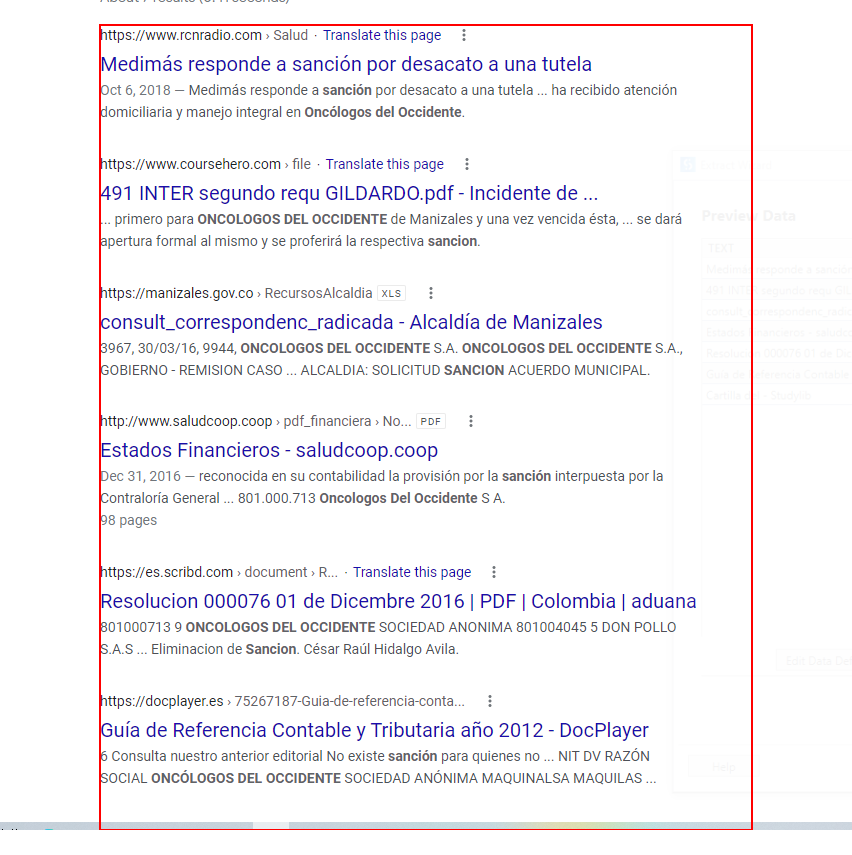 https://www.rcnradio.com › Salud · Translate this page
Medimás responde a sanción por desacato a una tutela
Oct 6, 2018 — Medimás responde a sanción por desacato a una tutela ... ha recibido atención
domiciliaria y manejo integral en Oncólogos del Occidente.
https://www.coursehero.com › file · Translate this page
491 INTER segundo requ GILDARDO.pdf - Incidente de ...
... primero para ONCOLOGOS DEL OCCIDENTE de Manizales y una vez vencida ésta, ... se dará
apertura formal al mismo y se proferirá la respectiva sancion.
https://manizales.gov.co › RecursosAlcaldia XLS
consult_correspondenc_radicada - Alcaldía de Manizales
3967, 30/03/16, 9944, ONCOLOGOS DEL OCCIDENTE S.A. ONCOLOGOS DEL OCCIDENTE S.A.,
GOBIERNO - REMISION CASO ... ALCALDIA: SOLICITUD SANCION ACUERDO MUNICIPAL.
http://www.saludcoop.coop › pdf_financiera › No... PDF
Estados Financieros - saludcoop.coop
Dec 31, 2016 — reconocida en su contabilidad la provisión por la sanción interpuesta por la
Contraloría General ... 801.000.713 Oncologos Del Occidente S A.
98 pages
https://es.scribd.com › document › R... · Translate this page
Resolucion 000076 01 de Dicembre 2016 | PDF | Colombia | aduana
801000713 9 ONCOLOGOS DEL OCCIDENTE SOCIEDAD ANONIMA 801004045 5 DON POLLO
S.A.S ... Eliminacion de Sancion. César Raúl Hidalgo Avila.
https://docplayer.es › 75267187-Guia-de-referencia-conta...
Guía de Referencia Contable y Tributaria año 2012 - DocPlayer
6 Consulta nuestro anterior editorial No existe sanción para quienes no ... NIT DV RAZÓN
SOCIAL ONCÓLOGOS DEL OCCIDENTE SOCIEDAD ANÓNIMA MAQUINALSA MAQUILAS ...
Preview Data
TEXT
Help